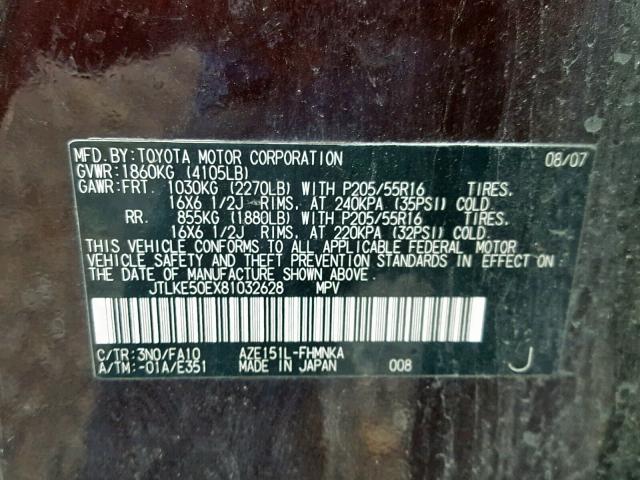 MFD.BY:TOYOTA MOTOR CORPORATION 08/07
GVWR:1860KG (4105LB)
GAWR:FRT. 1030KG (2270LB) WITH P205/55R16 TIRES,
16X6 1/2J RIMS, AT 240KPA (35PSI) COLD.
RR. 855KG (1880LB) WITH P205/55R16 TIRES,
16X6 1/2J RIMS, AT 220KPA (32PSI) COLD.
THIS VEHICLE CONFORMS TO ALL APPLICABLE FEDERAL MOTOR
VEHICLE SAFETY AND THEFT PREVENTION STANDARDS IN EFFECT
ON THE DATE OF MANUFACTURE SHOWN ABOVE.
JTLKE50EX81032628 MPV
C/TR:3N0/FA10 AZE151L-FHMNKA
A/TM:-01A/E351 MADE IN JAPAN 008 J